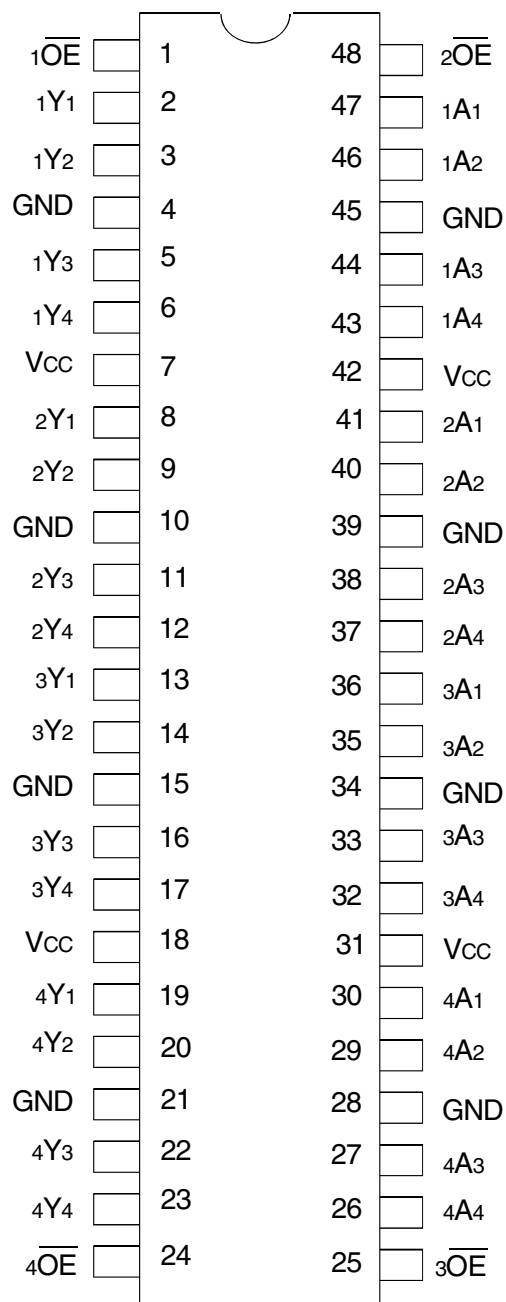 1O̅E̅ 1 48 2O̅E̅
1Y1 2 47 1A1
1Y2 3 46 1A2
GND 4 45 GND
1Y3 5 44 1A3
1Y4 6 43 1A4
VCC 7 42 VCC
2Y1 8 41 2A1
2Y2 9 40 2A2
GND 10 39 GND
2Y3 11 38 2A3
2Y4 12 37 2A4
3Y1 13 36 3A1
3Y2 14 35 3A2
GND 15 34 GND
3Y3 16 33 3A3
3Y4 17 32 3A4
VCC 18 31 VCC
4Y1 19 30 4A1
4Y2 20 29 4A2
GND 21 28 GND
4Y3 22 27 4A3
4Y4 23 26 4A4
4O̅E̅ 24 25 3O̅E̅